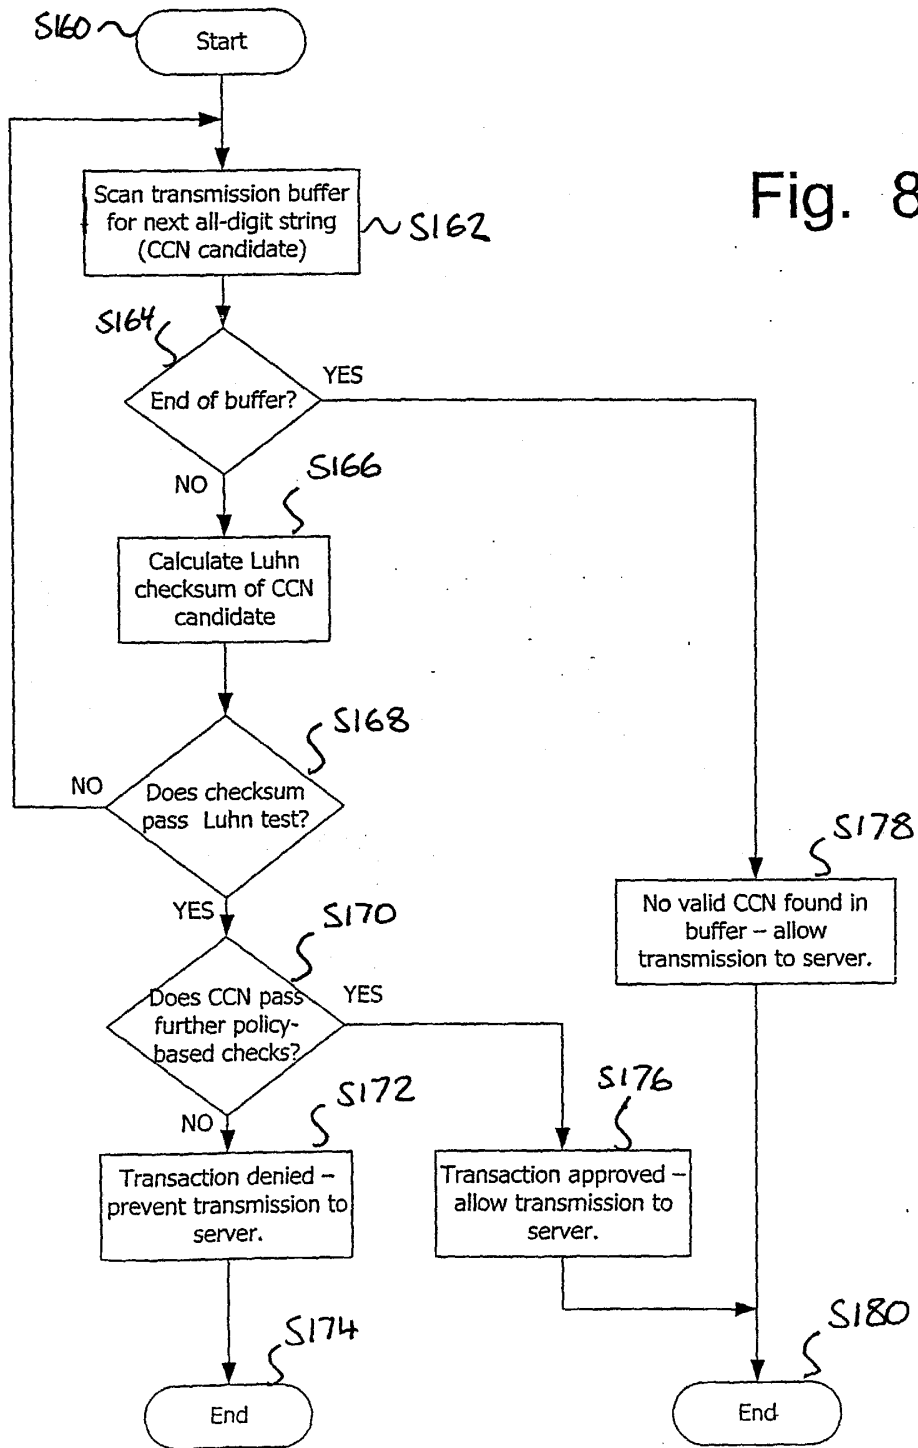 S160
Start
Fig. 8
Scan transmission buffer
for next all-digit string
(CCN candidate)
S162
S164
End of buffer?
YES
NO
S166
Calculate Luhn
checksum of CCN
candidate
S168
Does checksum
pass Luhn test?
NO
YES
S170
Does CCN pass
further policy-
based checks?
YES
NO
S178
No valid CCN found in
buffer – allow
transmission to server.
S172
Transaction denied –
prevent transmission to
server.
S176
Transaction approved –
allow transmission to
server.
S174
End
S180
End